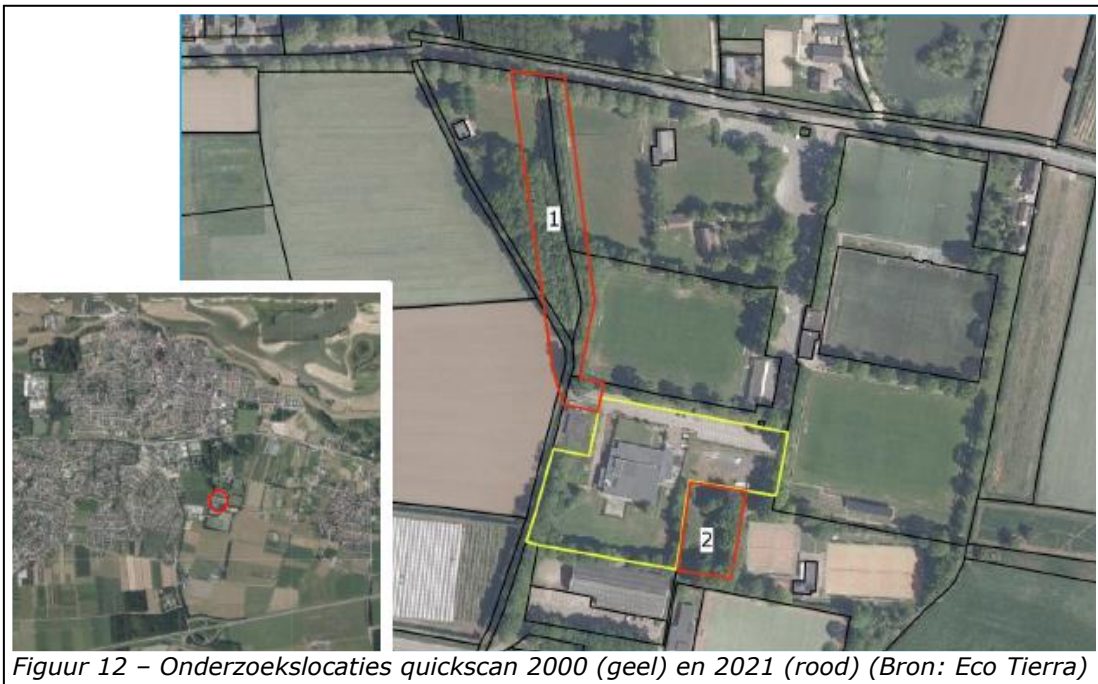 1
2
Figuur 12 – Onderzoekslocaties quickscan 2000 (geel) en 2021 (rood) (Bron: Eco Tierra)